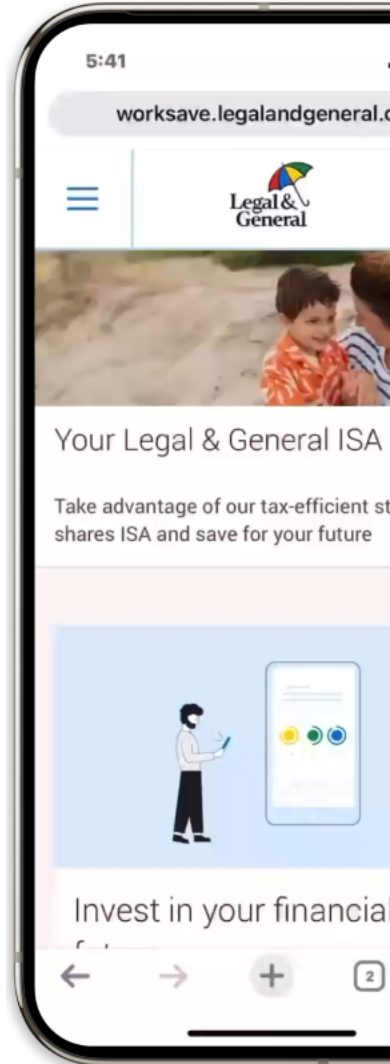 5:41
worksave.legalandgeneral.c
Legal &
General
Your Legal & General ISA
Take advantage of our tax-efficient st
shares ISA and save for your future
Invest in your financial
2